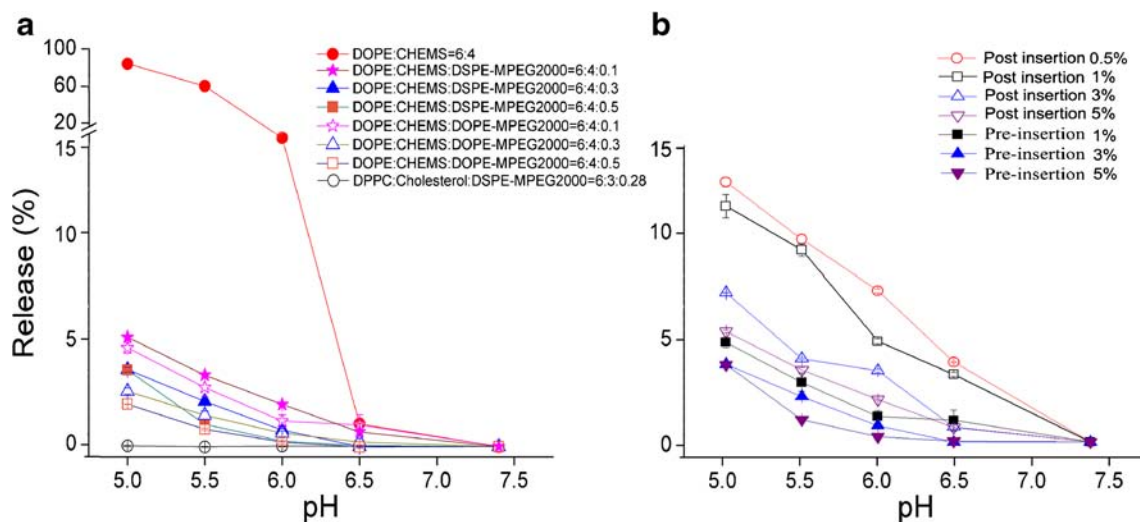 a
100
60
20
15
10
5
0
Release (%)
5.0 5.5 6.0 6.5 7.0 7.5
pH
DOPE:CHEMS=6:4
DOPE:CHEMS:DSPE-MPEG2000=6:4:0.1
DOPE:CHEMS:DSPE-MPEG2000=6:4:0.3
DOPE:CHEMS:DSPE-MPEG2000=6:4:0.5
DOPE:CHEMS:DOPE-MPEG2000=6:4:0.1
DOPE:CHEMS:DOPE-MPEG2000=6:4:0.3
DOPE:CHEMS:DOPE-MPEG2000=6:4:0.5
DPPC:Cholesterol:DSPE-MPEG2000=6:3:0.28
b
15
10
5
0
5.0 5.5 6.0 6.5 7.0 7.5
pH
Post insertion 0.5%
Post insertion 1%
Post insertion 3%
Post insertion 5%
Pre-insertion 1%
Pre-insertion 3%
Pre-insertion 5%